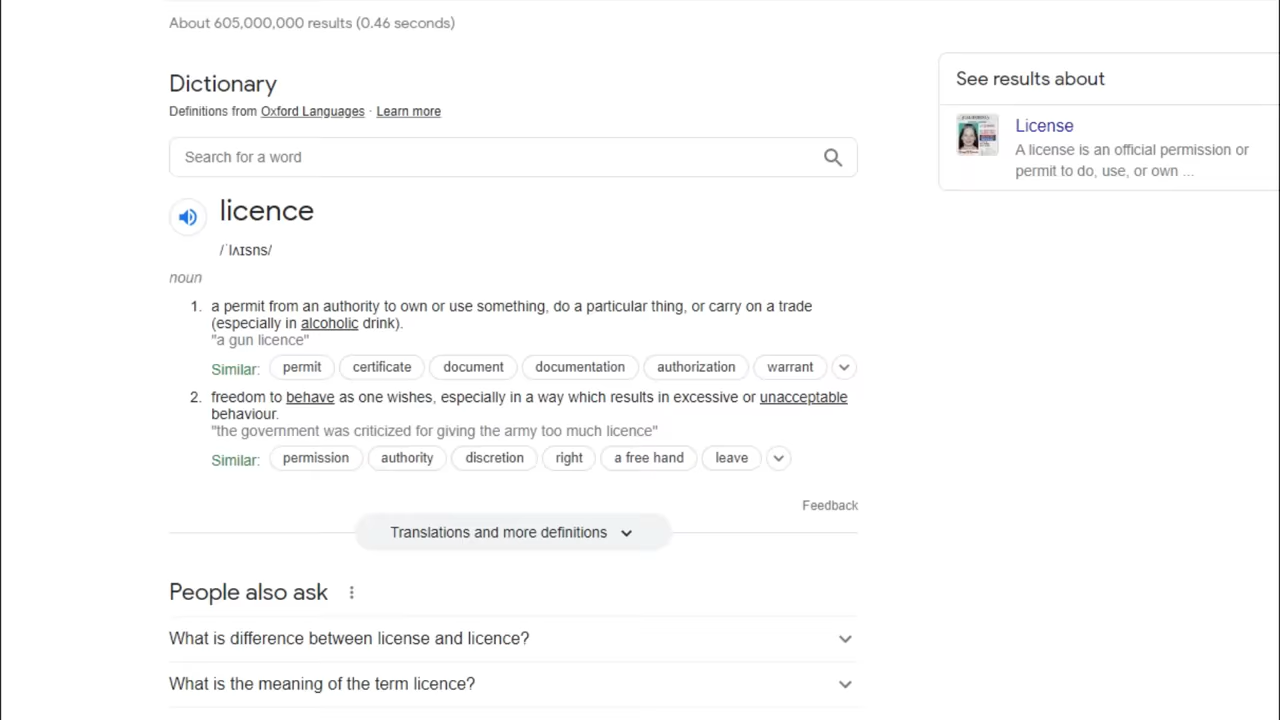 About 605,000,000 results (0.46 seconds)
Dictionary
Definitions from Oxford Languages · Learn more
Search for a word
licence
/ˈlʌɪsns/
noun
1. a permit from an authority to own or use something, do a particular thing, or carry on a trade
(especially in alcoholic drink).
"a gun licence"
Similar: permit certificate document documentation authorization warrant
2. freedom to behave as one wishes, especially in a way which results in excessive or unacceptable
behaviour.
"the government was criticized for giving the army too much licence"
Similar: permission authority discretion right a free hand leave
Feedback
Translations and more definitions
People also ask
What is difference between license and licence?
What is the meaning of the term licence?
See results about
License
A license is an official permission or
permit to do, use, or own ...